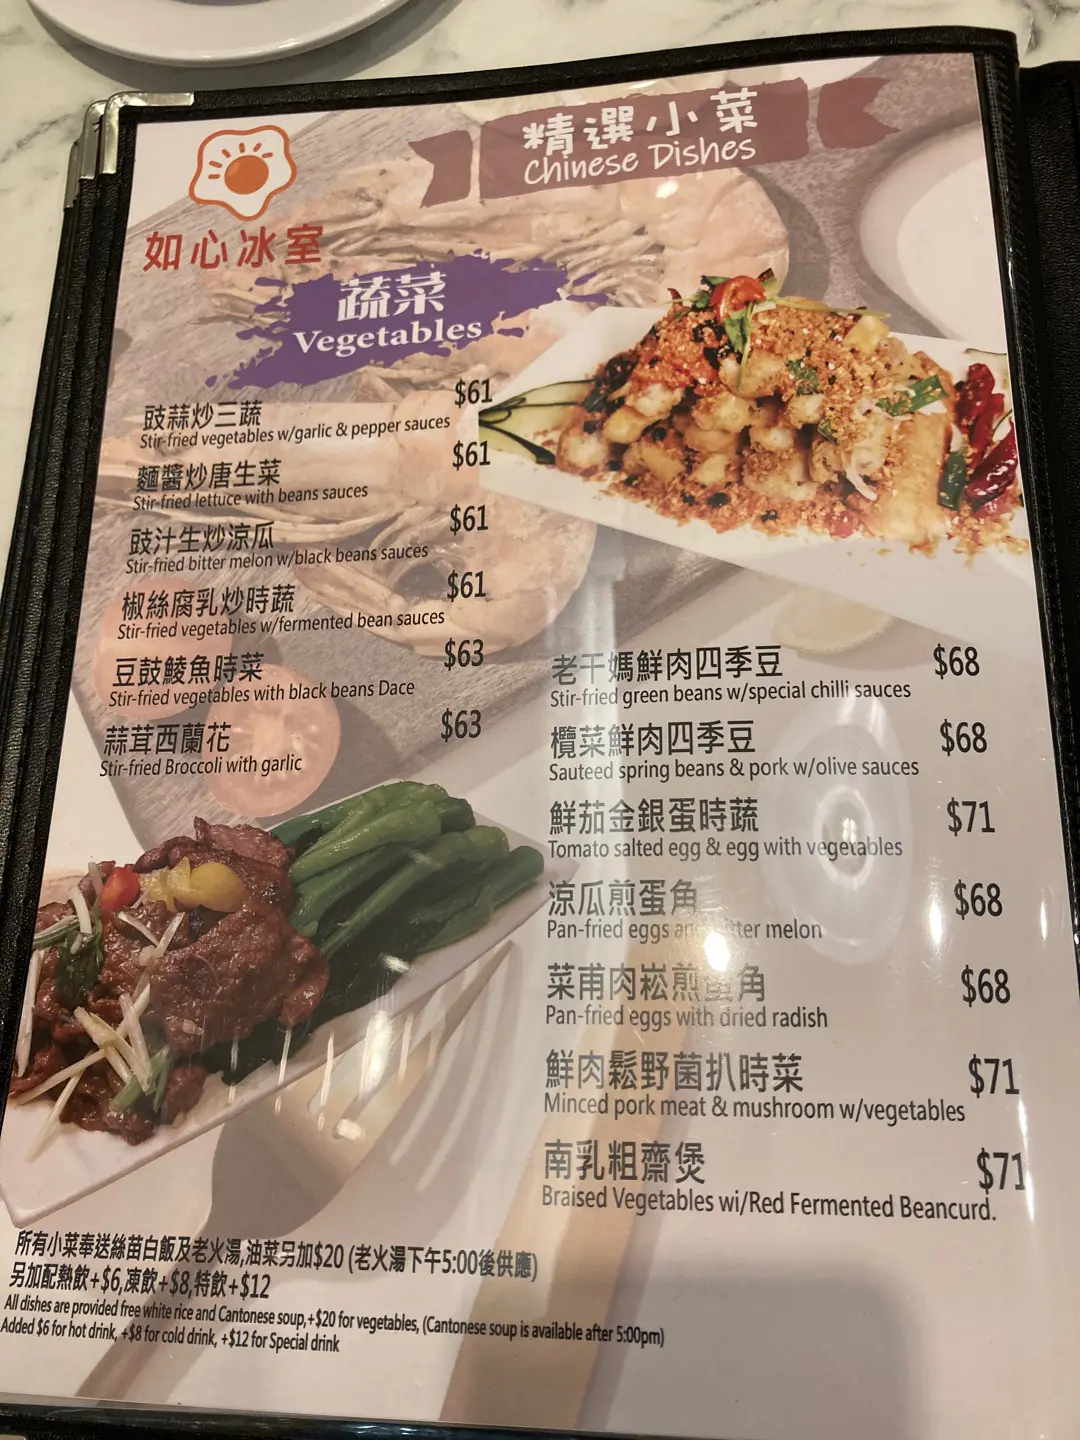 精選小菜
Chinese Dishes
如心冰室
蔬菜
Vegetables
豉蒜炒三蔬 $61
Stir-fried vegetables w/garlic & pepper sauces
麵醬炒唐生菜 $61
Stir-fried lettuce with beans sauces
豉汁生炒涼瓜 $61
Stir-fried bitter melon w/black beans sauces
椒絲腐乳炒時蔬 $61
Stir-fried vegetables w/fermented bean sauces
豆鼓鯪魚時菜 $63
Stir-fried vegetables with black beans Dace
蒜茸西蘭花 $63
Stir-fried Broccoli with garlic
老干媽鮮肉四季豆 $68
Stir-fried green beans w/special chilli sauces
欖菜鮮肉四季豆 $68
Sauteed spring beans & pork w/olive sauces
鮮茄金銀蛋時蔬 $71
Tomato salted egg & egg with vegetables
涼瓜煎蛋角 $68
Pan-fried eggs and bitter melon
菜甫肉崧煎蛋角 $68
Pan-fried eggs with dried radish
鮮肉鬆野菌扒時菜 $71
Minced pork meat & mushroom w/vegetables
南乳粗齋煲 $71
Braised Vegetables wi/Red Fermented Beancurd.
所有小菜奉送絲苗白飯及老火湯,油菜另加$20 (老火湯下午5:00後供應)
另加配熱飲+$6,凍飲+$8,特飲+$12
All dishes are provided free white rice and Cantonese soup,+$20 for vegetables, (Cantonese soup is available after 5:00pm)
Added $6 for hot drink, +$8 for cold drink, +$12 for Special drink